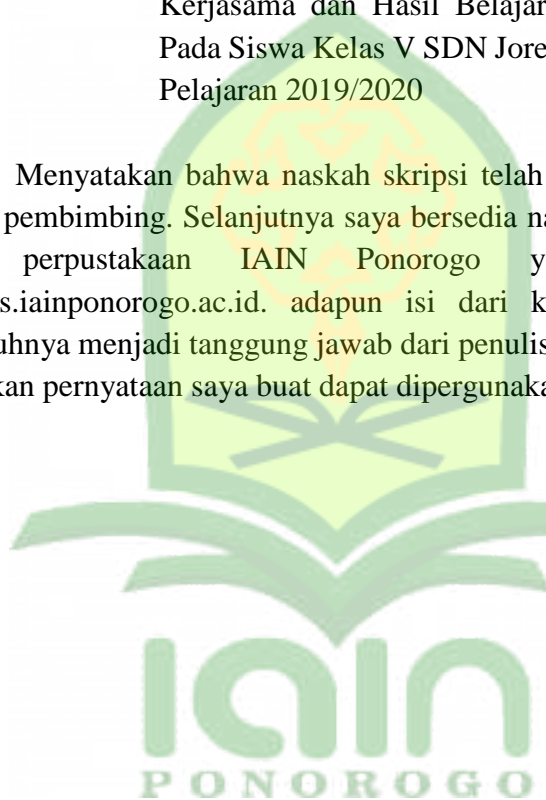 Kerjasama dan Hasil Belajar
Pada Siswa Kelas V SDN Jore
Pelajaran 2019/2020
Menyatakan bahwa naskah skripsi telah
pembimbing. Selanjutnya saya bersedia na
perpustakaan IAIN Ponorogo y
s.iainponorogo.ac.id. adapun isi dari k
uhnya menjadi tanggung jawab dari penulis
kan pernyataan saya buat dapat dipergunaka
IAIN
PONOROGO